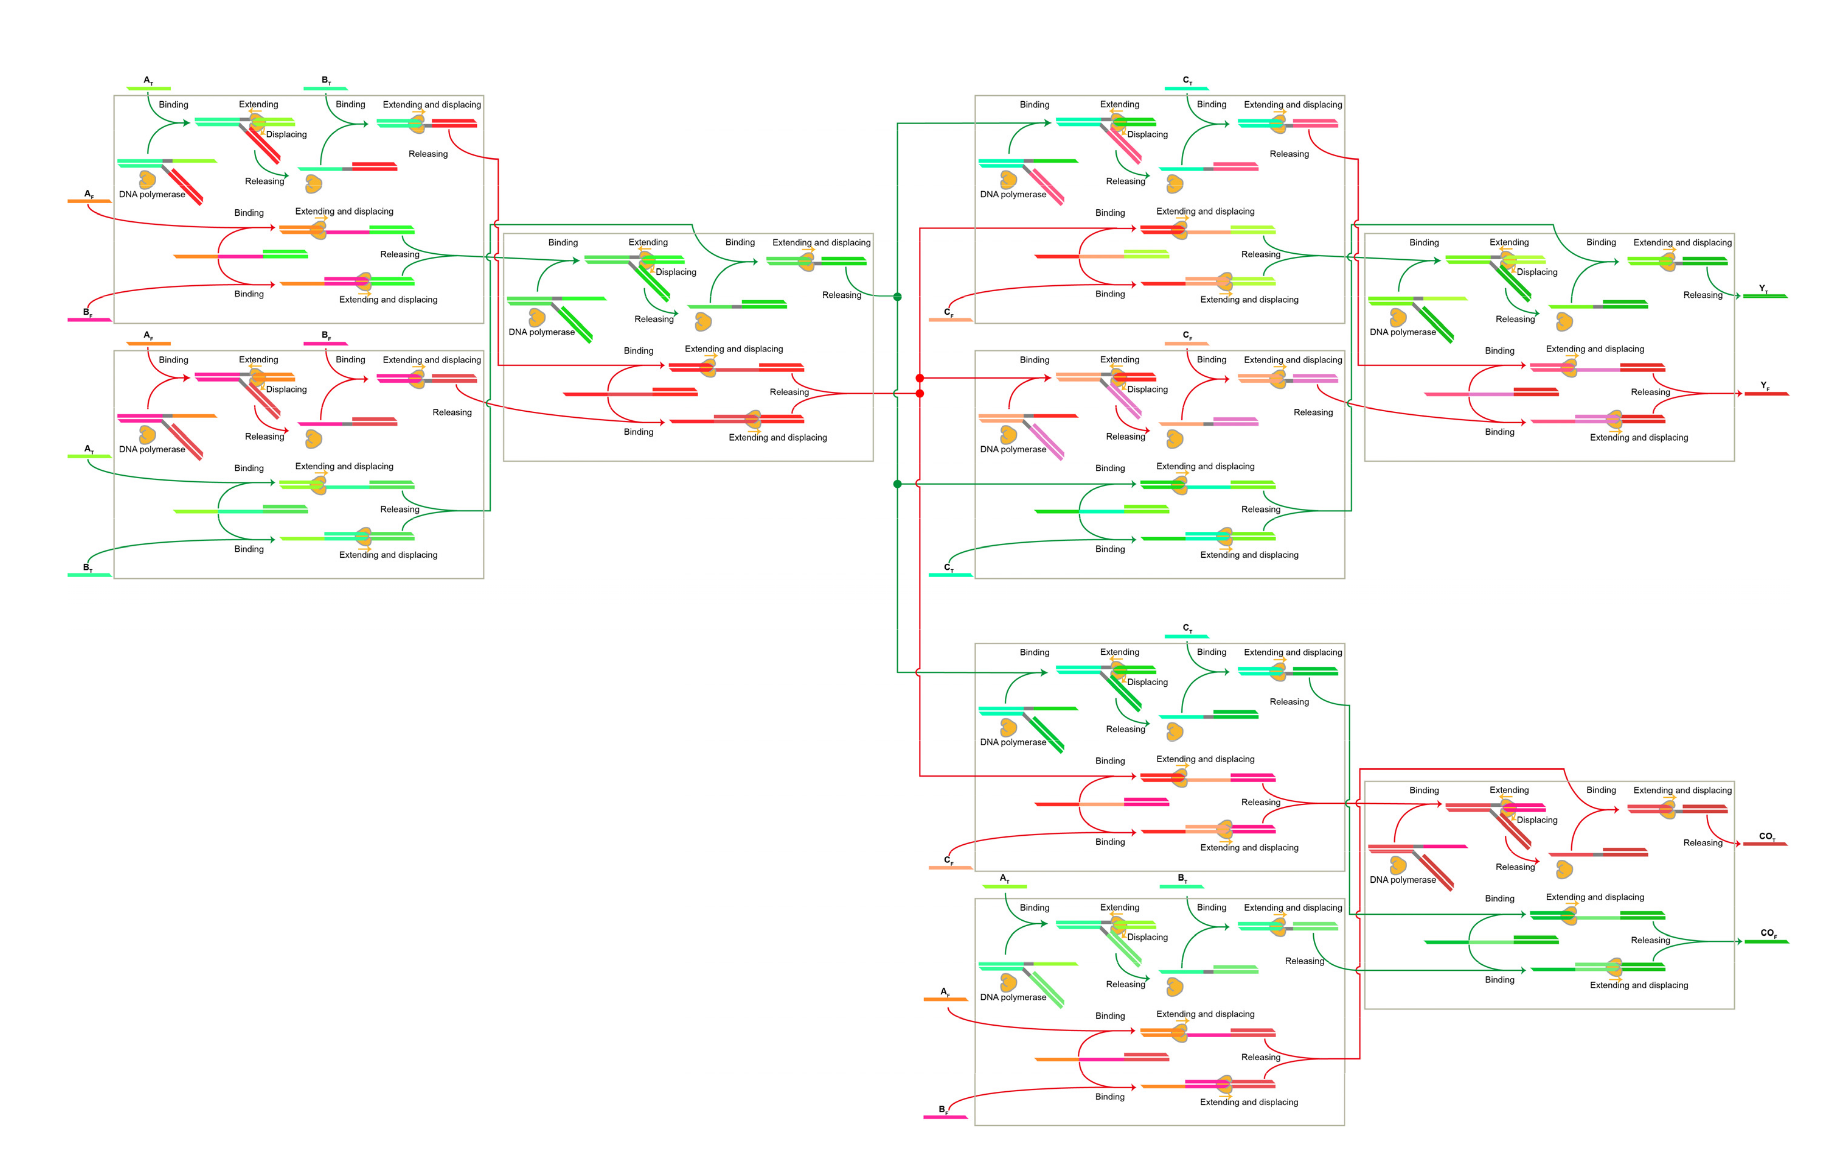 A_T
B_T
Binding
Extending
Binding
Extending and displacing
Displacing
Releasing
Releasing
DNA polymerase
A_F
Binding
Extending and displacing
Releasing
Binding
Extending and displacing
B_F
A_F
B_F
Binding
Extending
Binding
Extending and displacing
Displacing
Releasing
Releasing
DNA polymerase
A_T
Binding
Extending and displacing
Releasing
Binding
Extending and displacing
B_T
Binding
Extending
Binding
Extending and displacing
Displacing
Releasing
Releasing
DNA polymerase
Binding
Extending and displacing
Releasing
Binding
Extending and displacing
C_T
Binding
Extending
Binding
Extending and displacing
Displacing
Releasing
Releasing
DNA polymerase
Binding
Extending and displacing
Releasing
Binding
Extending and displacing
C_F
C_F
Binding
Extending
Binding
Extending and displacing
Displacing
Releasing
Releasing
DNA polymerase
Binding
Extending and displacing
Releasing
Binding
Extending and displacing
C_T
Binding
Extending
Binding
Extending and displacing
Displacing
Releasing
Y_T
Releasing
DNA polymerase
Binding
Extending and displacing
Releasing
Y_F
Binding
Extending and displacing
C_T
Binding
Extending
Binding
Extending and displacing
Displacing
Releasing
Releasing
DNA polymerase
Binding
Extending and displacing
Releasing
Binding
Extending and displacing
C_F
A_T
B_T
Binding
Extending
Binding
Extending and displacing
Displacing
Releasing
Releasing
DNA polymerase
A_F
Binding
Extending and displacing
Releasing
Binding
Extending and displacing
B_F
Binding
Extending
Binding
Extending and displacing
Displacing
Releasing
CO_T
Releasing
DNA polymerase
Binding
Extending and displacing
Releasing
CO_F
Binding
Extending and displacing